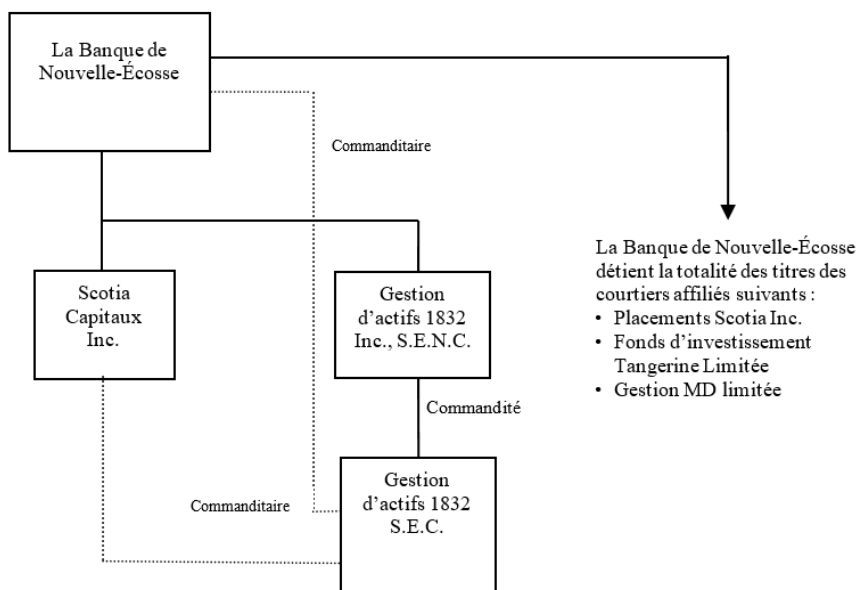 La Banque de
Nouvelle-Écosse
Commanditaire
Scotia
Capitaux
Inc.
Gestion
d'actifs 1832
Inc., S.E.N.C.
La Banque de Nouvelle-Écosse
détient la totalité des titres des
courtiers affiliés suivants :
• Placements Scotia Inc.
• Fonds d'investissement
Tangerine Limitée
• Gestion MD limitée
Commandité
Commanditaire
Gestion
d'actifs 1832
S.E.C.